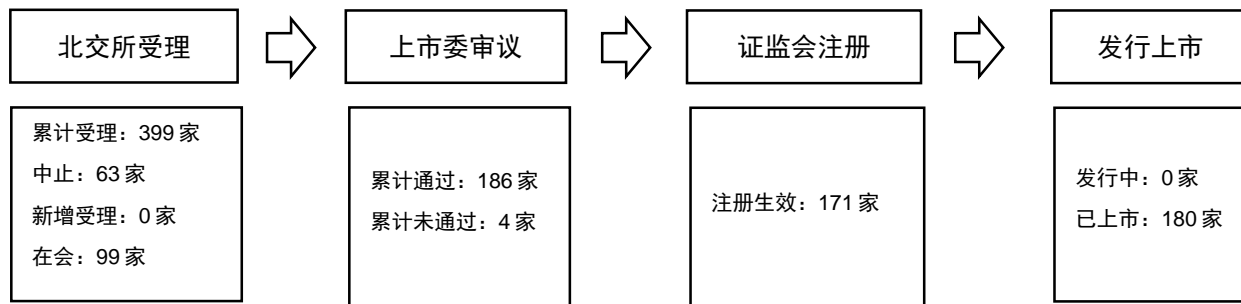 北交所受理
上市委审议
证监会注册
发行上市
累计受理：399家
中止：63家
新增受理：0家
在会：99家
累计通过：186家
累计未通过：4家
注册生效：171家
发行中：0家
已上市：180家